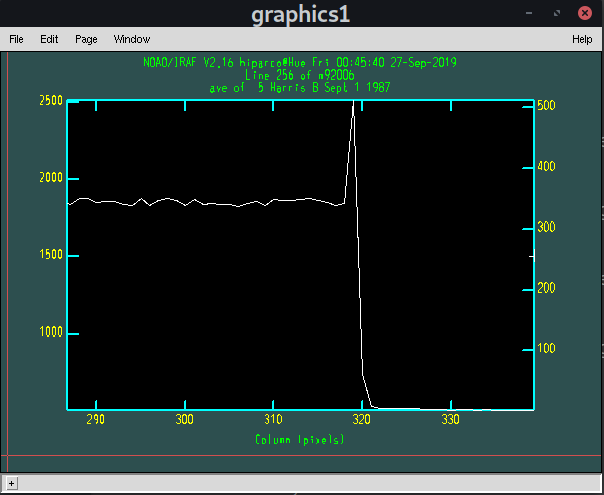 graphics1
File Edit Page Window Help
NOAO/IRAF V2.16 hiparco@Hue Fri 00:45:40 27-Sep-2019
Line 256 of m92006
ave of 5 Harris B Sept 1 1987
2500 500
2000 400
1500 300
200
1000 100
290 300 310 320 330
Column (pixels)
+